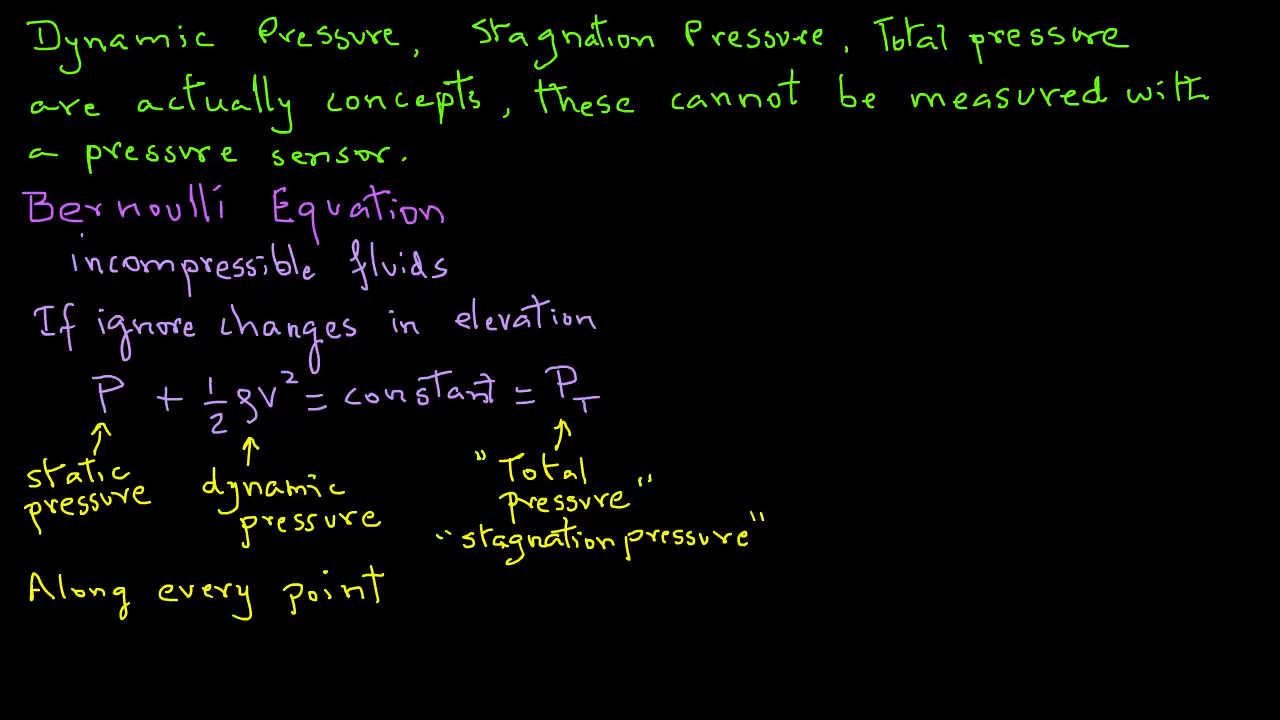 Dynamic Pressure, Stagnation Pressure, Total pressure
are actually concepts, these cannot be measured with
a pressure sensor.
Bernoulli Equation
incompressible fluids
If ignore changes in elevation
P + 1/2 ρv² = constant = P_T
static
pressure
dynamic
pressure
"Total
pressure"
"stagnation pressure"
Along every point